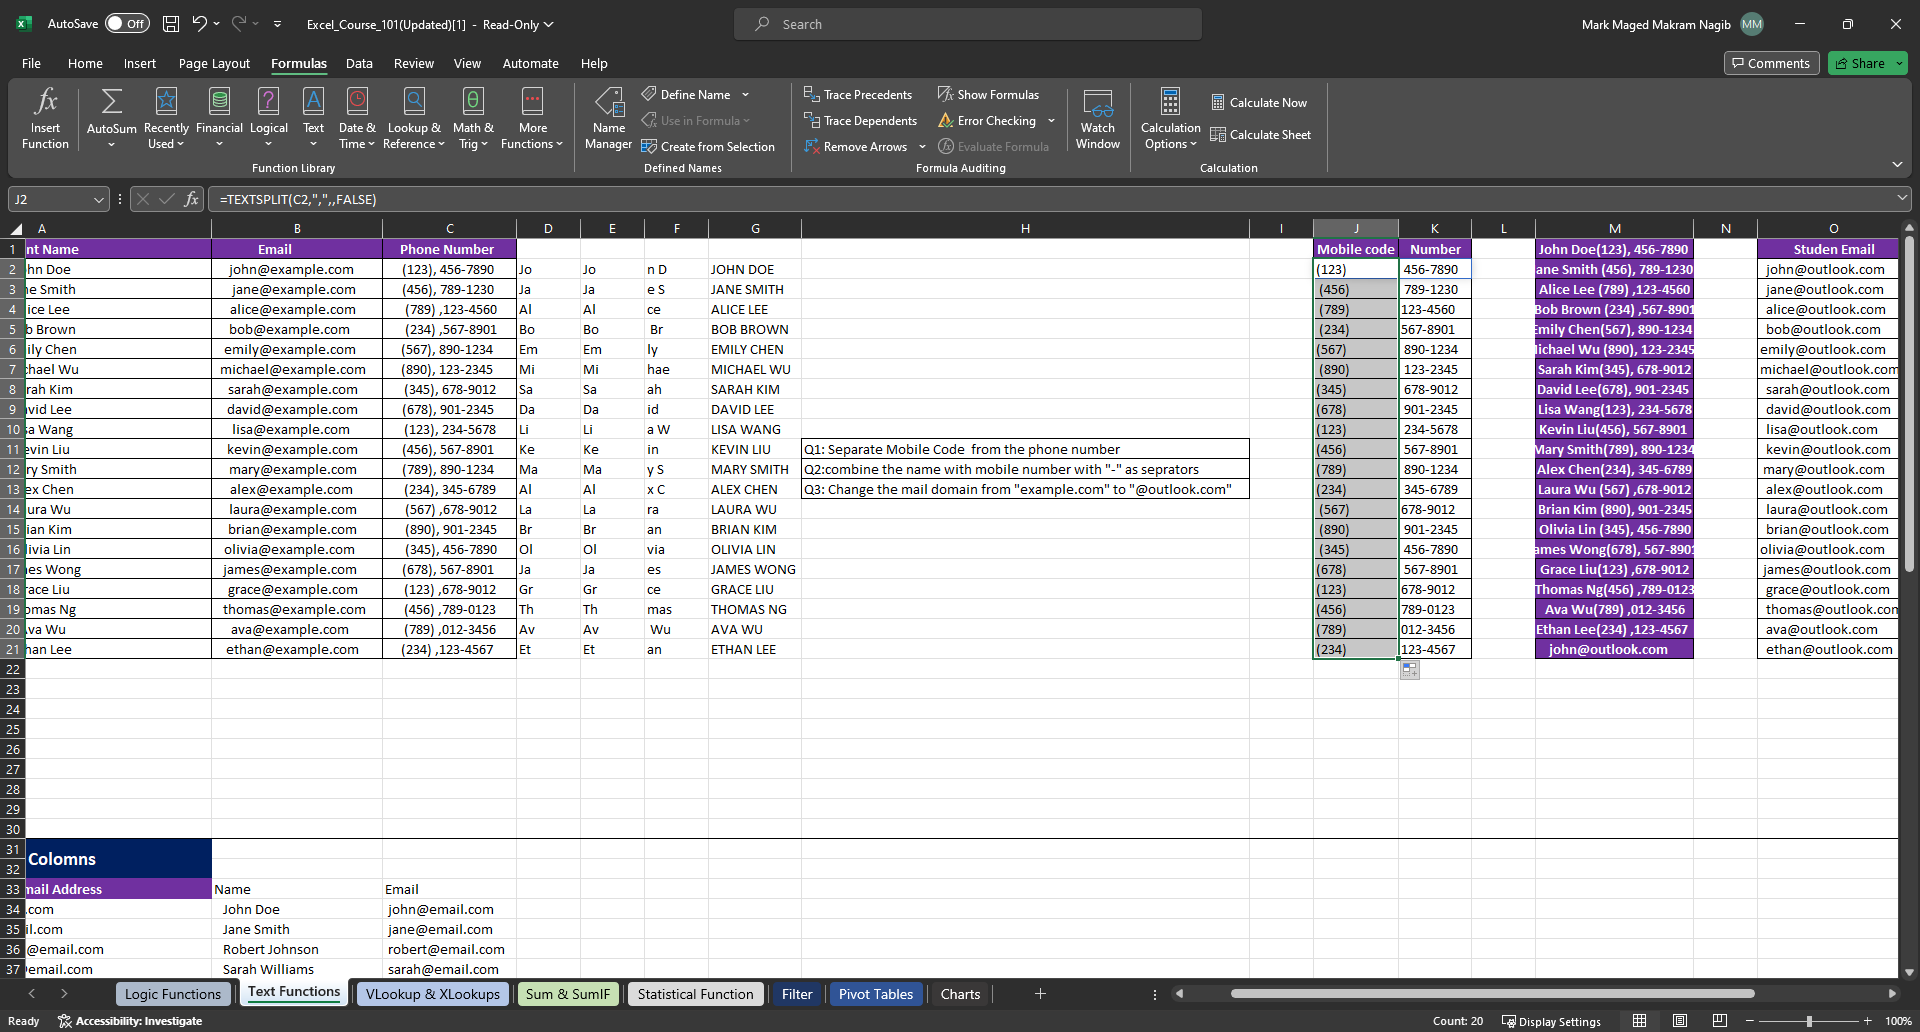 AutoSave Off Excel_Course_101(Updated)[1] - Read-Only Search Mark Maged Makram Nagib MM
File Home Insert Page Layout Formulas Data Review View Automate Help Comments Share
Insert Function AutoSum Recently Used Financial Logical Text Date & Time Lookup & Reference Math & Trig More Functions
Function Library
Name Manager Define Name Use in Formula Create from Selection
Defined Names
Trace Precedents Trace Dependents Remove Arrows Show Formulas Error Checking Evaluate Formula
Formula Auditing
Watch Window
Calculation Options Calculate Now Calculate Sheet
Calculation
J2 fx =TEXTSPLIT(C2,",",,FALSE)
A B C D E F G H I J K L M N O
1 nt Name Email Phone Number Mobile code Number John Doe(123), 456-7890 Studen Email
2 hn Doe john@example.com (123), 456-7890 Jo Jo n D JOHN DOE (123) 456-7890 ane Smith (456), 789-1230 john@outlook.com
3 ne Smith jane@example.com (456), 789-1230 Ja Ja e S JANE SMITH (456) 789-1230 Alice Lee (789) ,123-4560 jane@outlook.com
4 ice Lee alice@example.com (789) ,123-4560 Al Al ce ALICE LEE (789) 123-4560 Bob Brown (234) ,567-8901 alice@outlook.com
5 b Brown bob@example.com (234) ,567-8901 Bo Bo Br BOB BROWN (234) 567-8901 Emily Chen(567), 890-1234 bob@outlook.com
6 ily Chen emily@example.com (567), 890-1234 Em Em ly EMILY CHEN (567) 890-1234 lichael Wu (890), 123-2345 emily@outlook.com
7 chael Wu michael@example.com (890), 123-2345 Mi Mi hae MICHAEL WU (890) 123-2345 Sarah Kim(345), 678-9012 michael@outlook.com
8 rah Kim sarah@example.com (345), 678-9012 Sa Sa ah SARAH KIM (345) 678-9012 David Lee(678), 901-2345 sarah@outlook.com
9 vid Lee david@example.com (678), 901-2345 Da Da id DAVID LEE (678) 901-2345 Lisa Wang(123), 234-5678 david@outlook.com
10 sa Wang lisa@example.com (123), 234-5678 Li Li a W LISA WANG (123) 234-5678 Kevin Liu(456), 567-8901 lisa@outlook.com
11 evin Liu kevin@example.com (456), 567-8901 Ke Ke in KEVIN LIU Q1: Separate Mobile Code from the phone number (456) 567-8901 Mary Smith(789), 890-1234 kevin@outlook.com
12 ry Smith mary@example.com (789), 890-1234 Ma Ma y S MARY SMITH Q2:combine the name with mobile number with "-" as seprators (789) 890-1234 Alex Chen(234), 345-6789 mary@outlook.com
13 ex Chen alex@example.com (234), 345-6789 Al Al x C ALEX CHEN Q3: Change the mail domain from "example.com" to "@outlook.com" (234) 345-6789 Laura Wu (567) ,678-9012 alex@outlook.com
14 ura Wu laura@example.com (567) ,678-9012 La La ra LAURA WU (567) 678-9012 Brian Kim (890), 901-2345 laura@outlook.com
15 ian Kim brian@example.com (890), 901-2345 Br Br an BRIAN KIM (890) 901-2345 Olivia Lin (345), 456-7890 brian@outlook.com
16 livia Lin olivia@example.com (345), 456-7890 Ol Ol via OLIVIA LIN (345) 456-7890 ames Wong(678), 567-8901 olivia@outlook.com
17 nes Wong james@example.com (678), 567-8901 Ja Ja es JAMES WONG (678) 567-8901 Grace Liu(123) ,678-9012 james@outlook.com
18 race Liu grace@example.com (123) ,678-9012 Gr Gr ce GRACE LIU (123) 678-9012 Thomas Ng(456) ,789-0123 grace@outlook.com
19 omas Ng thomas@example.com (456) ,789-0123 Th Th mas THOMAS NG (456) 789-0123 Ava Wu(789) ,012-3456 thomas@outlook.com
20 Ava Wu ava@example.com (789) ,012-3456 Av Av Wu AVA WU (789) 012-3456 Ethan Lee(234) ,123-4567 ava@outlook.com
21 han Lee ethan@example.com (234) ,123-4567 Et Et an ETHAN LEE (234) 123-4567 john@outlook.com ethan@outlook.com
22
23
24
25
26
27
28
29
30
31
Colomns
32
33 mail Address Name Email
34 .com John Doe john@email.com
35 il.com Jane Smith jane@email.com
36 @email.com Robert Johnson robert@email.com
37 @email.com Sarah Williams sarah@email.com
Logic Functions Text Functions VLookup & XLookups Sum & SumIF Statistical Function Filter Pivot Tables Charts
Ready Accessibility: Investigate Count: 20 Display Settings 100%